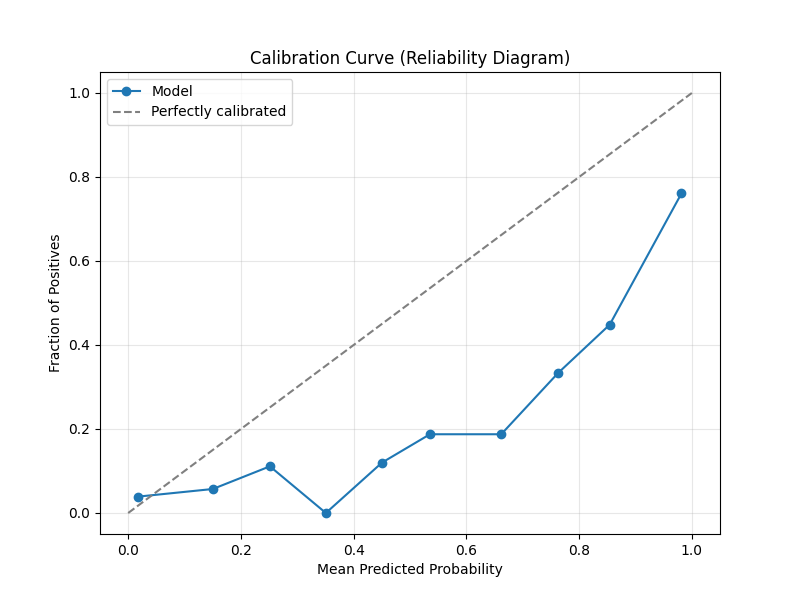 Calibration Curve (Reliability Diagram)
Model
Perfectly calibrated
Fraction of Positives
1.0
0.8
0.6
0.4
0.2
0.0
0.0 0.2 0.4 0.6 0.8 1.0
Mean Predicted Probability